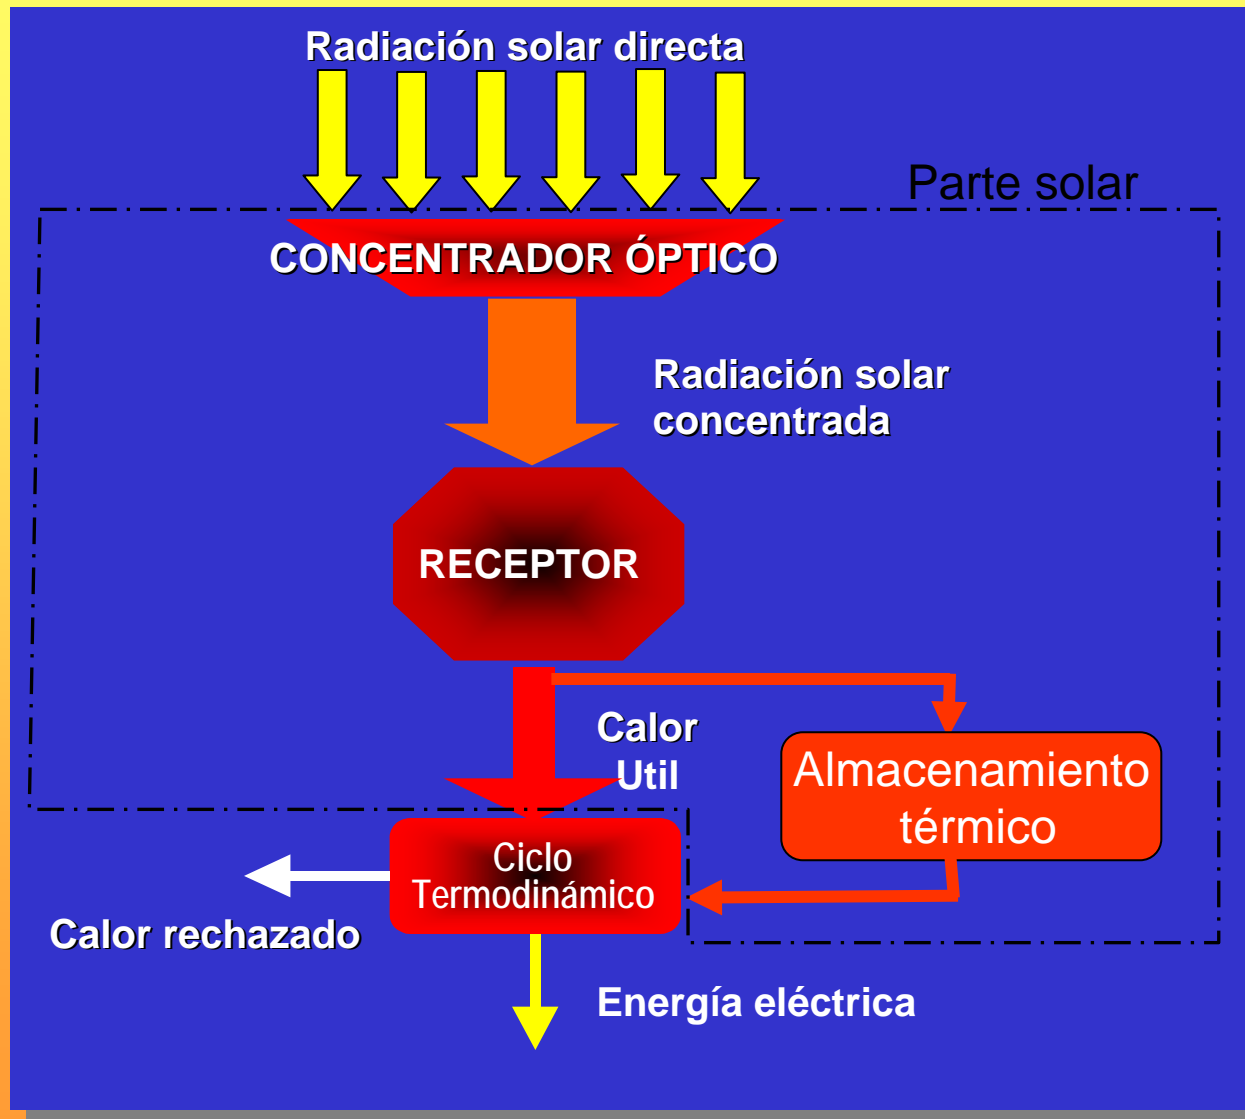 Radiación solar directa
Parte solar
CONCENTRADOR ÓPTICO
Radiación solar
concentrada
RECEPTOR
Calor
Util
Almacenamiento
térmico
Ciclo
Termodinámico
Calor rechazado
Energía eléctrica